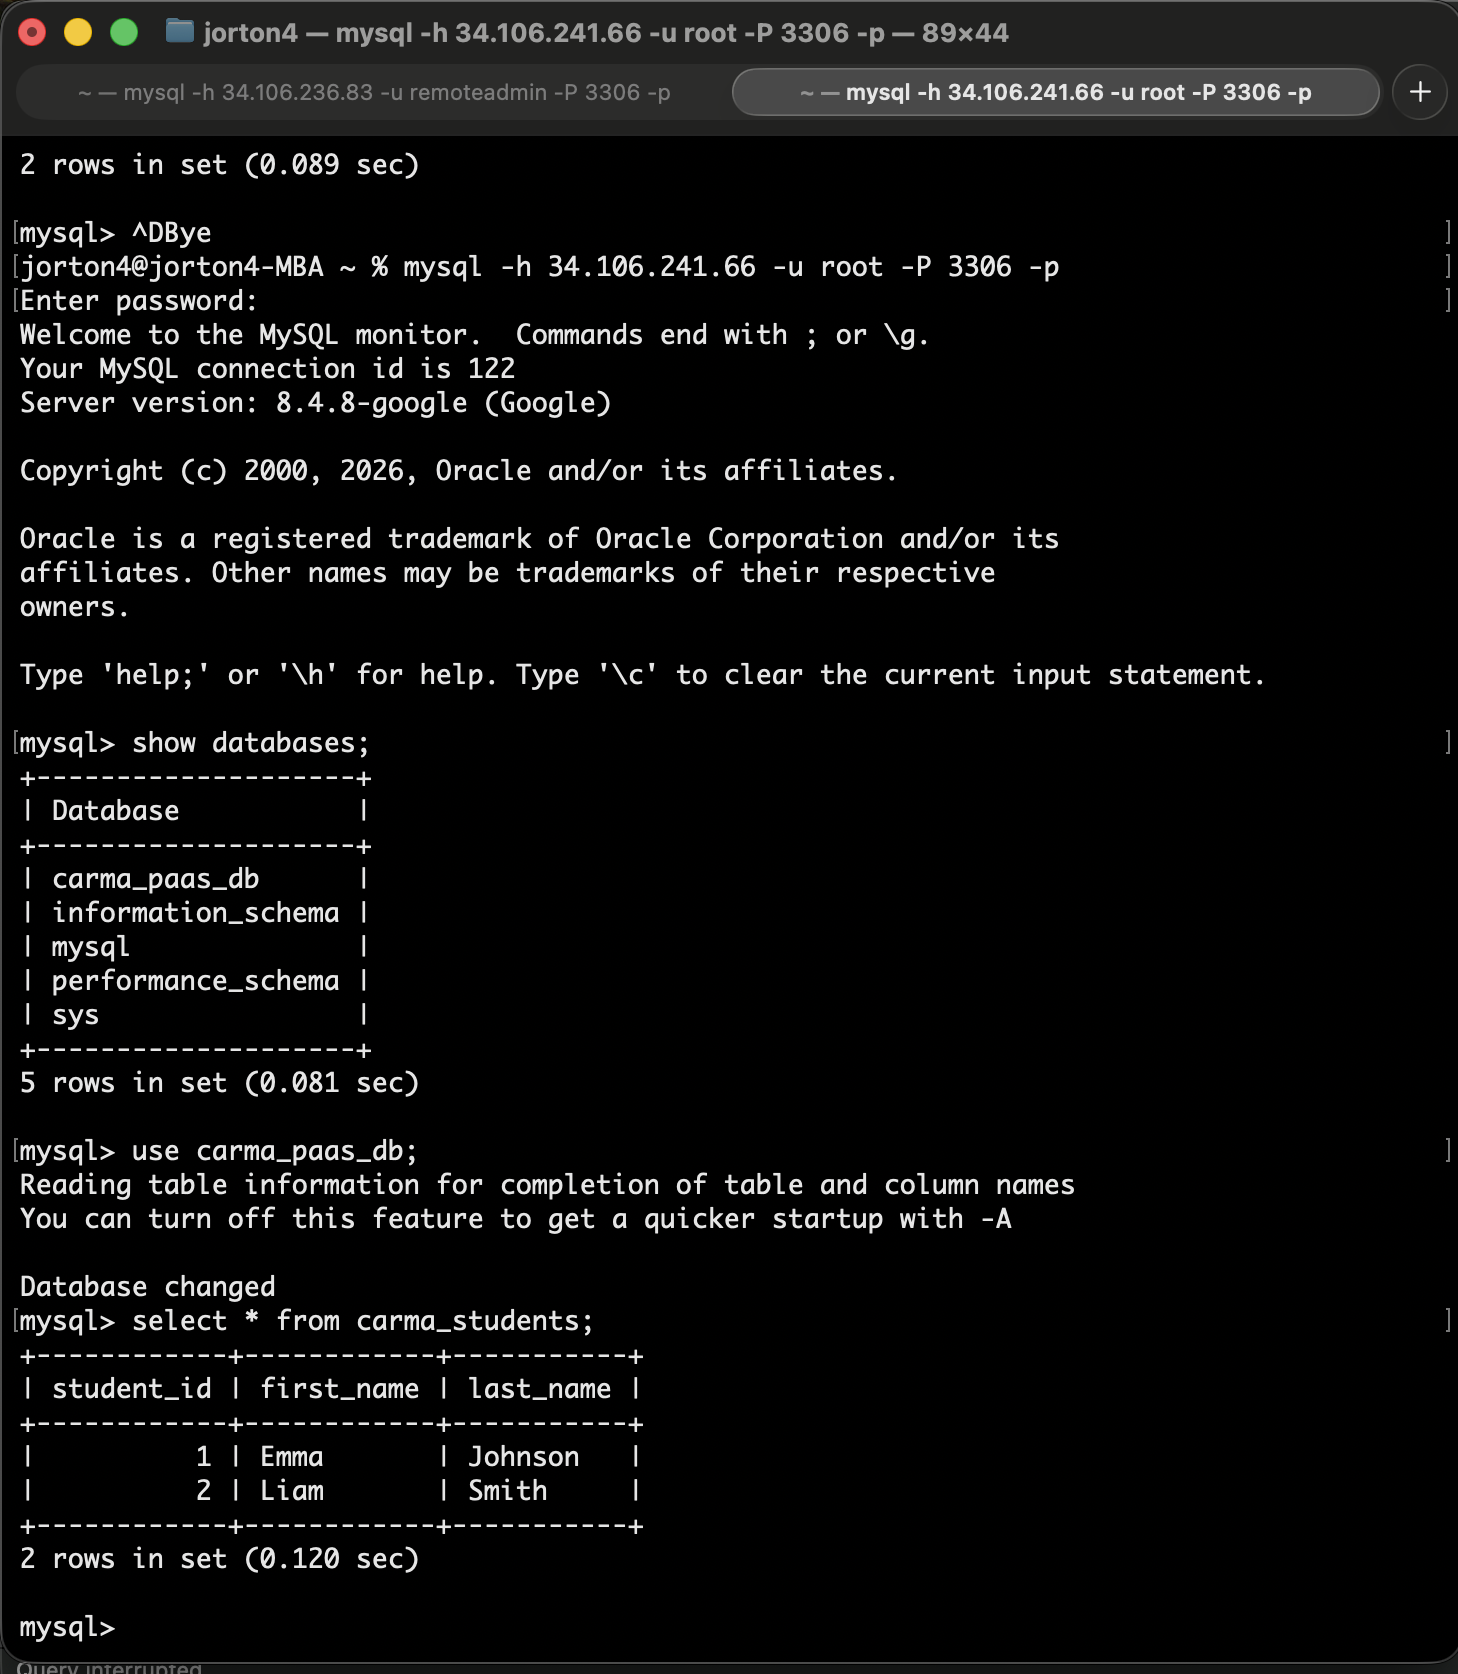 jorton4 — mysql -h 34.106.241.66 -u root -P 3306 -p — 89×44
~ — mysql -h 34.106.236.83 -u remoteadmin -P 3306 -p
~ — mysql -h 34.106.241.66 -u root -P 3306 -p
+
2 rows in set (0.089 sec)
[mysql> ^DBye ]
[jorton4@jorton4-MBA ~ % mysql -h 34.106.241.66 -u root -P 3306 -p ]
[Enter password: ]
Welcome to the MySQL monitor.  Commands end with ; or \g.
Your MySQL connection id is 122
Server version: 8.4.8-google (Google)
Copyright (c) 2000, 2026, Oracle and/or its affiliates.
Oracle is a registered trademark of Oracle Corporation and/or its
affiliates. Other names may be trademarks of their respective
owners.
Type 'help;' or '\h' for help. Type '\c' to clear the current input statement.
[mysql> show databases; ]
+--------------------+
| Database           |
+--------------------+
| carma_paas_db      |
| information_schema |
| mysql              |
| performance_schema |
| sys                |
+--------------------+
5 rows in set (0.081 sec)
[mysql> use carma_paas_db; ]
Reading table information for completion of table and column names
You can turn off this feature to get a quicker startup with -A
Database changed
[mysql> select * from carma_students; ]
+------------+------------+-----------+
| student_id | first_name | last_name |
+------------+------------+-----------+
|          1 | Emma       | Johnson   |
|          2 | Liam       | Smith     |
+------------+------------+-----------+
2 rows in set (0.120 sec)
mysql>
Query interrupted